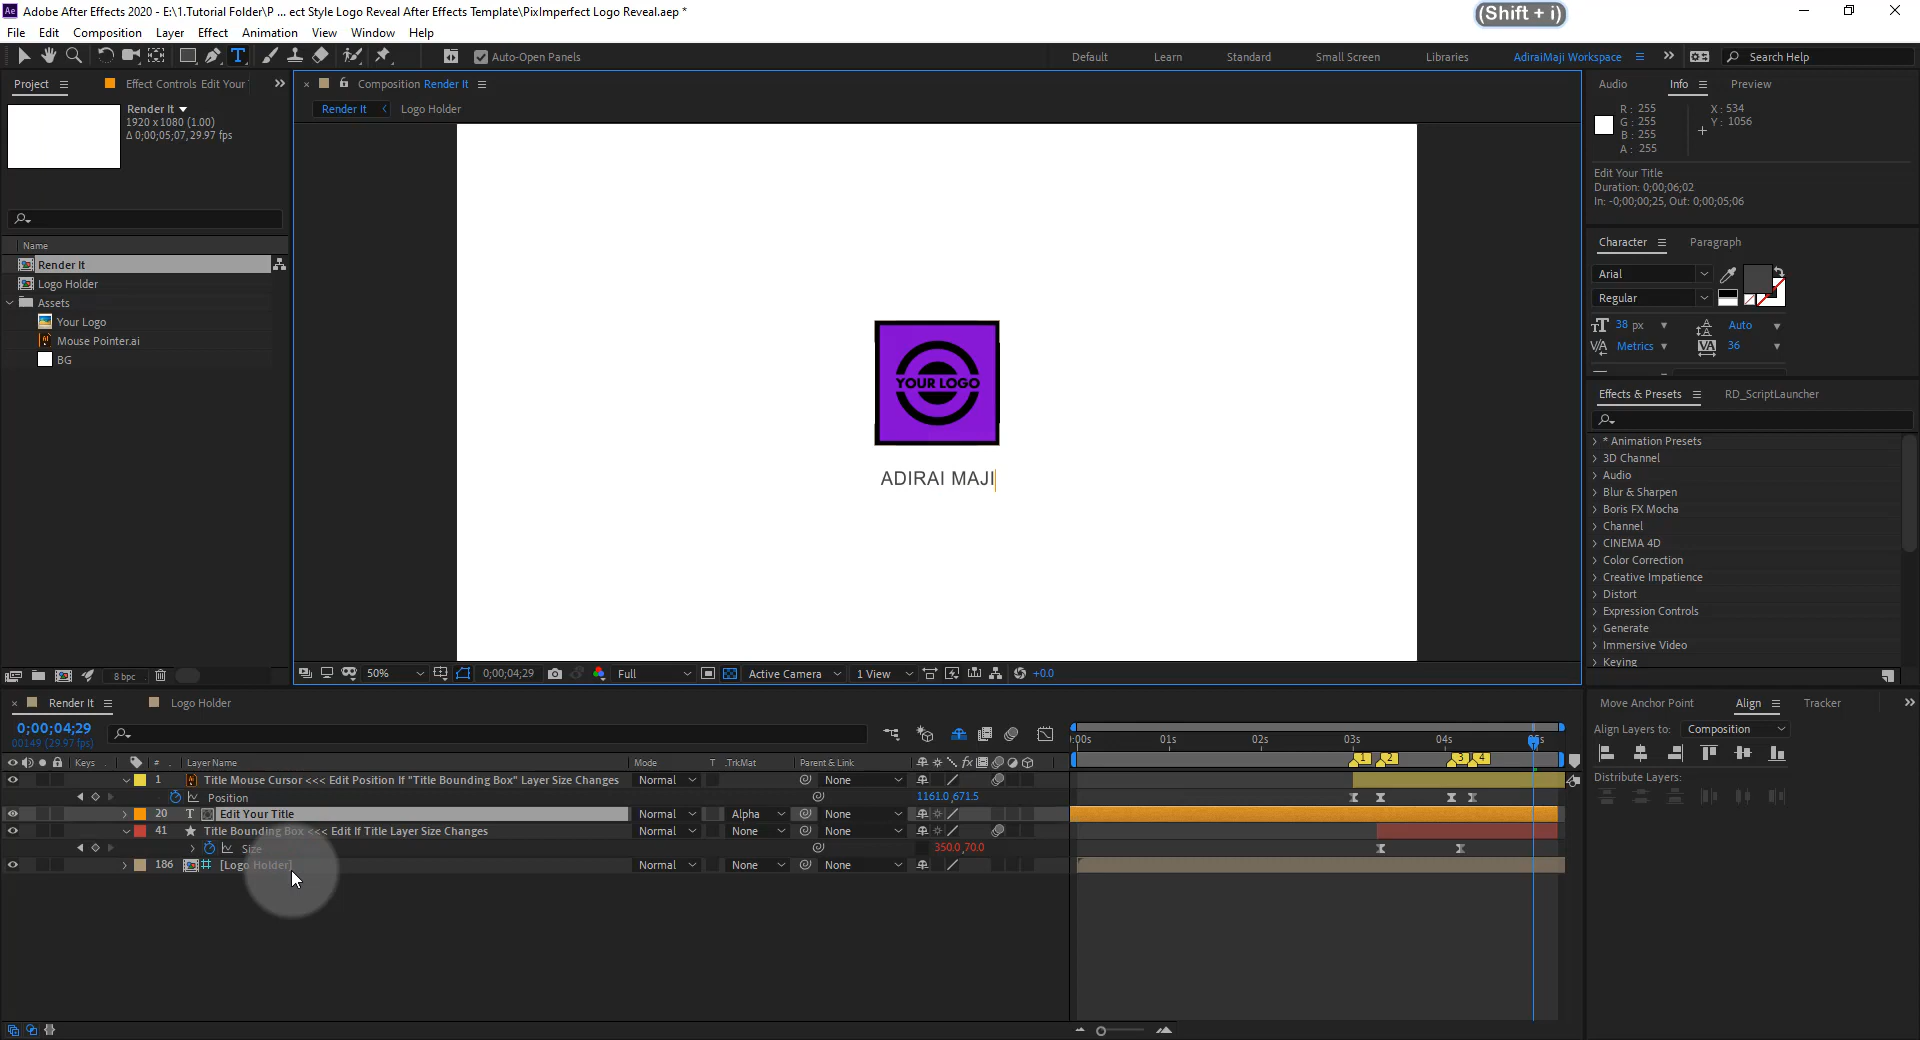 Adobe After Effects 2020 - E:\1.Tutorial Folder\P ... ect Style Logo Reveal After Effects Template\PixImperfect Logo Reveal.aep *
(Shift + i)
File Edit Composition Layer Effect Animation View Window Help
Auto-Open Panels
Default Learn Standard Small Screen Libraries AdiraiMaji Workspace Search Help
Project Effect Controls Edit Your
Composition Render It
Audio Info Preview
Render It
1920 x 1080 (1.00)
Δ 0;00;05;07, 29.97 fps
Render It Logo Holder
R : 255
G : 255
B : 255
A : 255
X : 534
Y : 1056
Edit Your Title
Duration: 0;00;06;02
In: -0;00;00;25, Out: 0;00;05;06
Name
Render It
Logo Holder
Assets
Your Logo
Mouse Pointer.ai
BG
Character Paragraph
Arial
Regular
38 px Auto
Metrics 36
YOUR LOGO
ADIRAI MAJI
Effects & Presets RD_ScriptLauncher
* Animation Presets
3D Channel
Audio
Blur & Sharpen
Boris FX Mocha
Channel
CINEMA 4D
Color Correction
Creative Impatience
Distort
Expression Controls
Generate
Immersive Video
Keying
8 bpc
50% 0;00;04;29 Full Active Camera 1 View +0.0
Render It Logo Holder
0;00;04;29
00149 (29.97 fps)
:00s 01s 02s 03s 04s
Keys # Layer Name Mode T .TrkMat Parent & Link
1 2 3 4
1 Title Mouse Cursor <<< Edit Position If "Title Bounding Box" Layer Size Changes Normal None
Position 1161.0,671.5
20 T Edit Your Title Normal Alpha None
41 Title Bounding Box <<< Edit If Title Layer Size Changes Normal None None
Size 350.0,70.0
186 [Logo Holder] Normal None None
Move Anchor Point Align Tracker
Align Layers to: Composition
Distribute Layers: